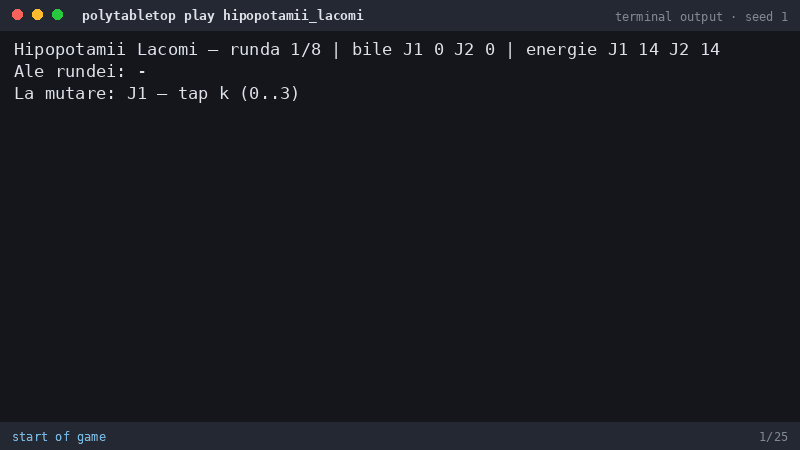 polytabletop play hipopotamii_lacomi
terminal output · seed 1
Hipopotamii Lacomi — runda 1/8 | bile J1 0 J2 0 | energie J1 14 J2 14
Ale rundei: -
La mutare: J1 — tap k (0..3)
start of game
1/25